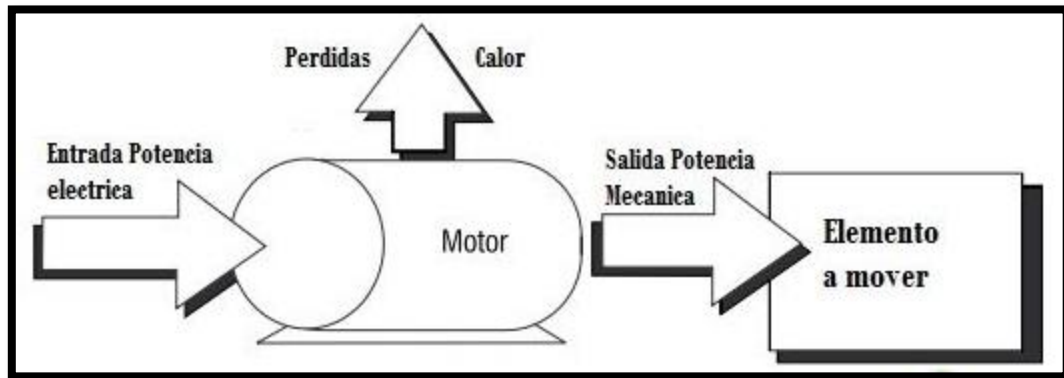 Perdidas Calor
Entrada Potencia
electrica
Salida Potencia
Mecanica
Motor
Elemento
a mover